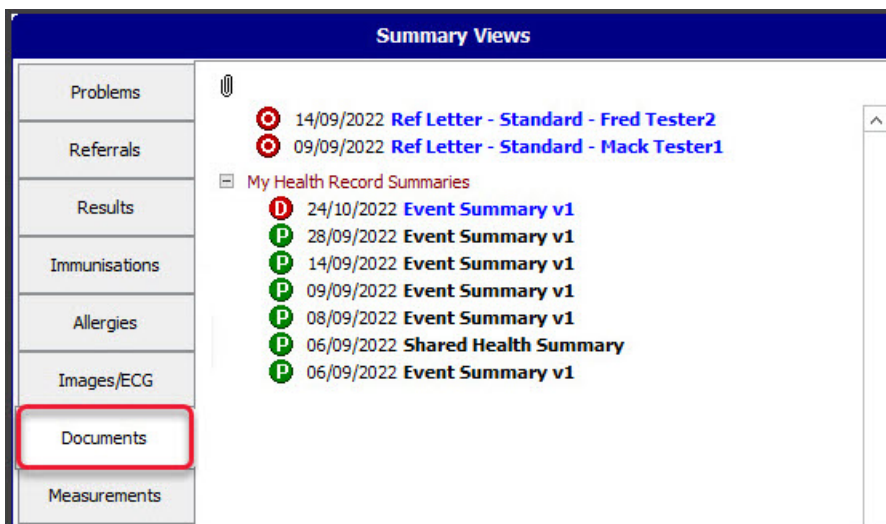 Summary Views
Problems
Referrals
Results
Immunisations
Allergies
Images/ECG
Documents
Measurements
14/09/2022 Ref Letter - Standard - Fred Tester2
09/09/2022 Ref Letter - Standard - Mack Tester1
My Health Record Summaries
D 24/10/2022 Event Summary v1
P 28/09/2022 Event Summary v1
P 14/09/2022 Event Summary v1
P 09/09/2022 Event Summary v1
P 08/09/2022 Event Summary v1
P 06/09/2022 Shared Health Summary
P 06/09/2022 Event Summary v1